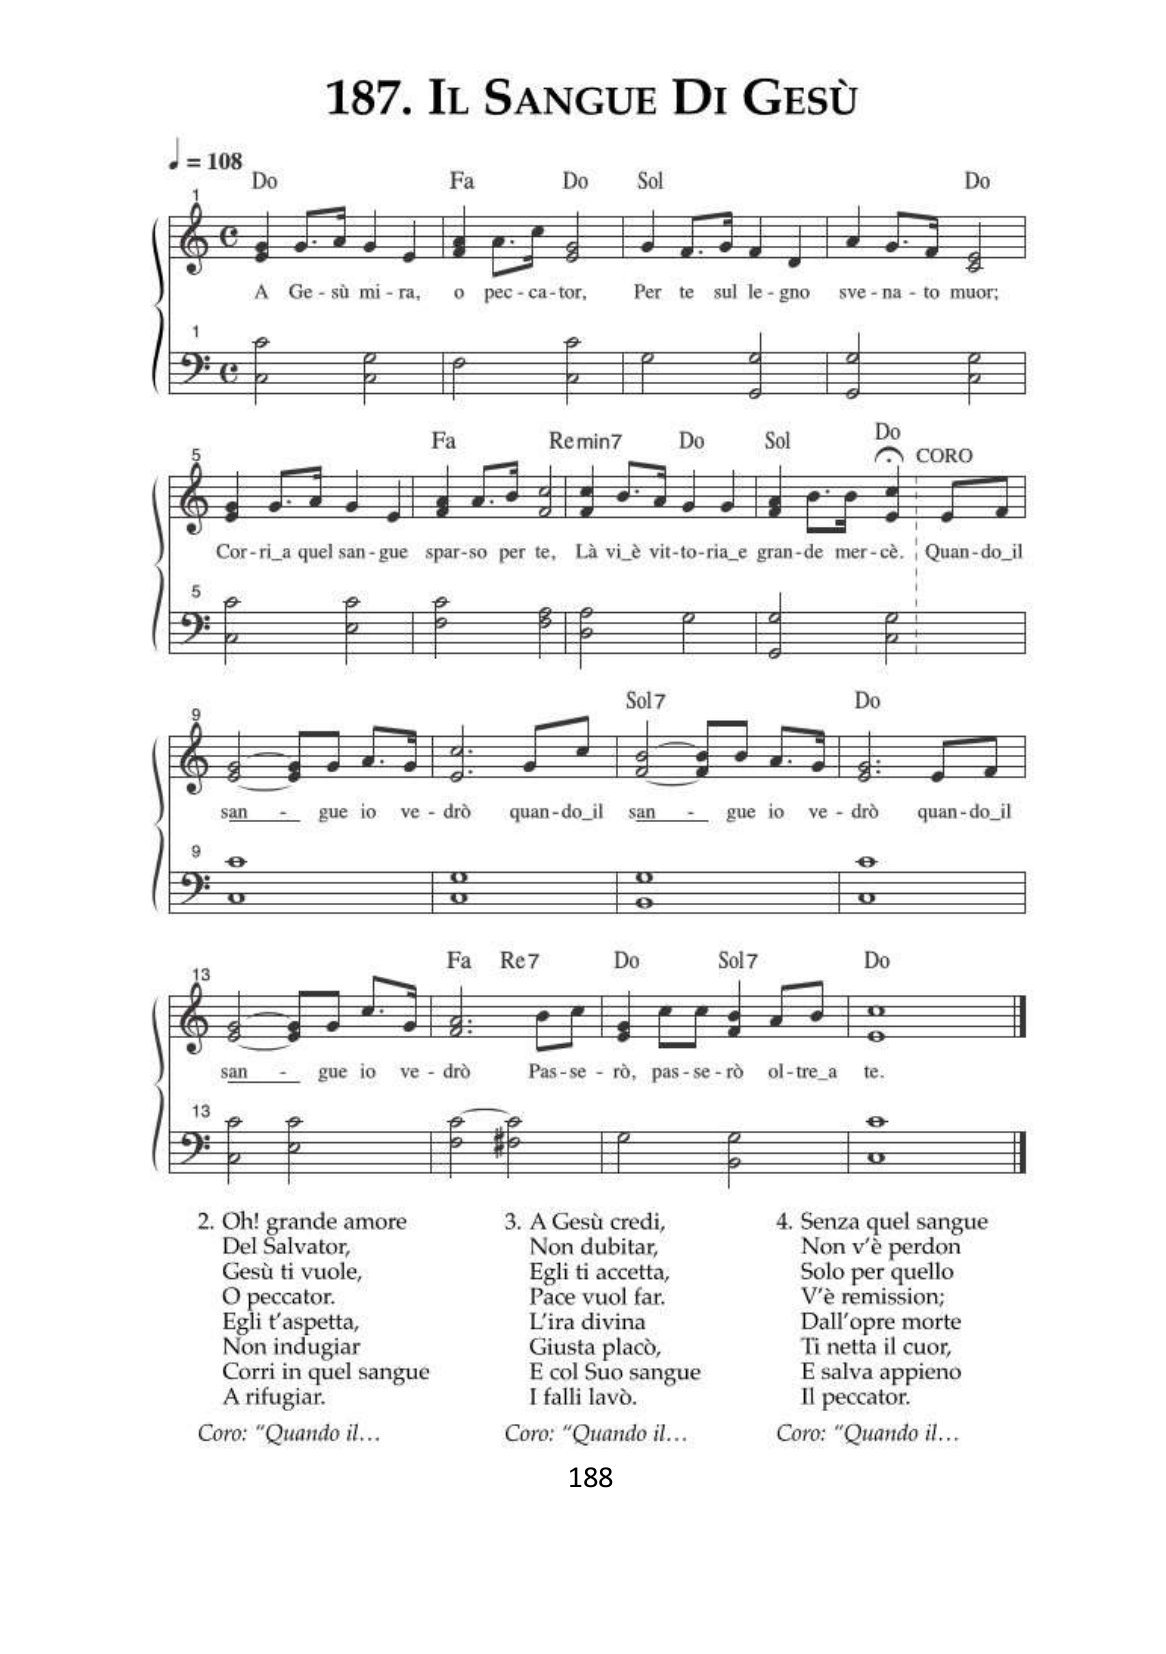 187. Il Sangue Di Gesù
♩ = 108
Do Fa Do Sol Do
1
A Ge - sù mi - ra, o pec - ca - tor, Per te sul le - gno sve - na - to muor;
1
Fa Re min7 Do Sol Do
5 CORO
Cor - ri_a quel san - gue spar - so per te, Là vi_è vit - to - ria_e gran - de mer - cè. Quan - do_il
5
Sol7 Do
9
san - gue io ve - drò quan - do_il san - gue io ve - drò quan - do_il
9
Fa Re7 Do Sol7 Do
13
san - gue io ve - drò Pas - se - rò, pas - se - rò ol - tre_a te.
13
2. Oh! grande amore
Del Salvator,
Gesù ti vuole,
O peccator.
Egli t'aspetta,
Non indugiar
Corri in quel sangue
A rifugiar.
Coro: "Quando il…
3. A Gesù credi,
Non dubitar,
Egli ti accetta,
Pace vuol far.
L'ira divina
Giusta placò,
E col Suo sangue
I falli lavò.
Coro: "Quando il…
4. Senza quel sangue
Non v'è perdon
Solo per quello
V'è remission;
Dall'opre morte
Ti netta il cuor,
E salva appieno
Il peccator.
Coro: "Quando il…
188